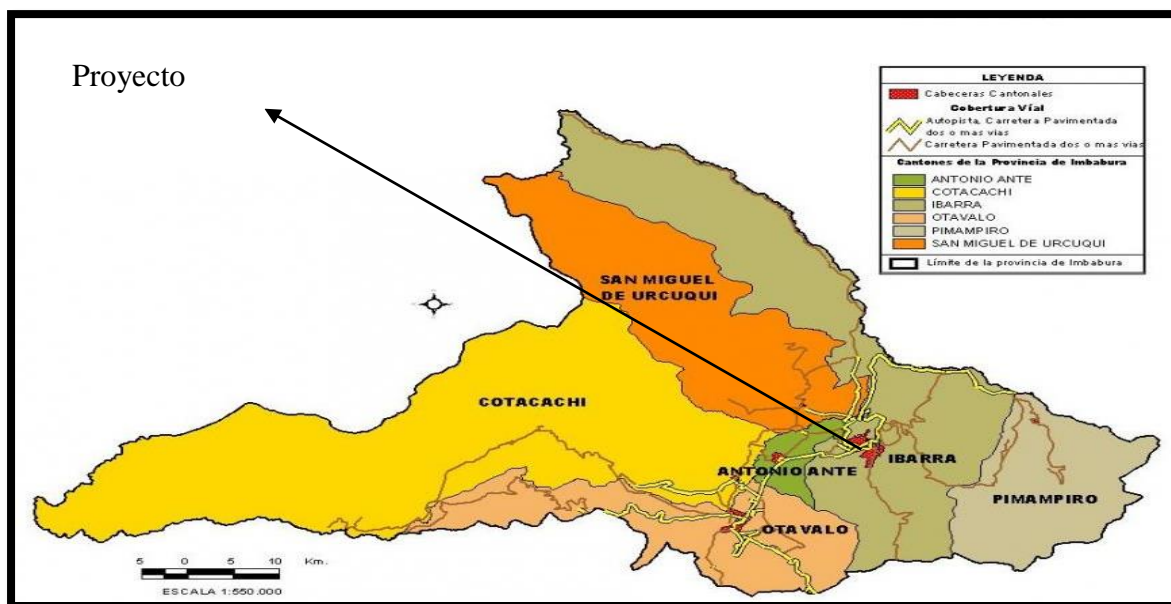 Proyecto
LEYENDA
Cabeceras Cantonales
Cobertura Víal
Autopista, Carretera Pavimentada
dos o mas vias
Carretera Pavimentada dos o mas vias
Cantones de la Provincia de Imbabura
ANTONIO ANTE
COTACACHI
IBARRA
OTAVALO
PIMAMPIRO
SAN MIGUEL DE URCUQUI
Límite de la provincia de Imbabura
SAN MIGUEL
DE URCUQUI
COTACACHI
ANTONIO ANTE
IBARRA
PIMAMPIRO
OTAVALO
5 0 5 10 Km.
ESCALA 1:550.000